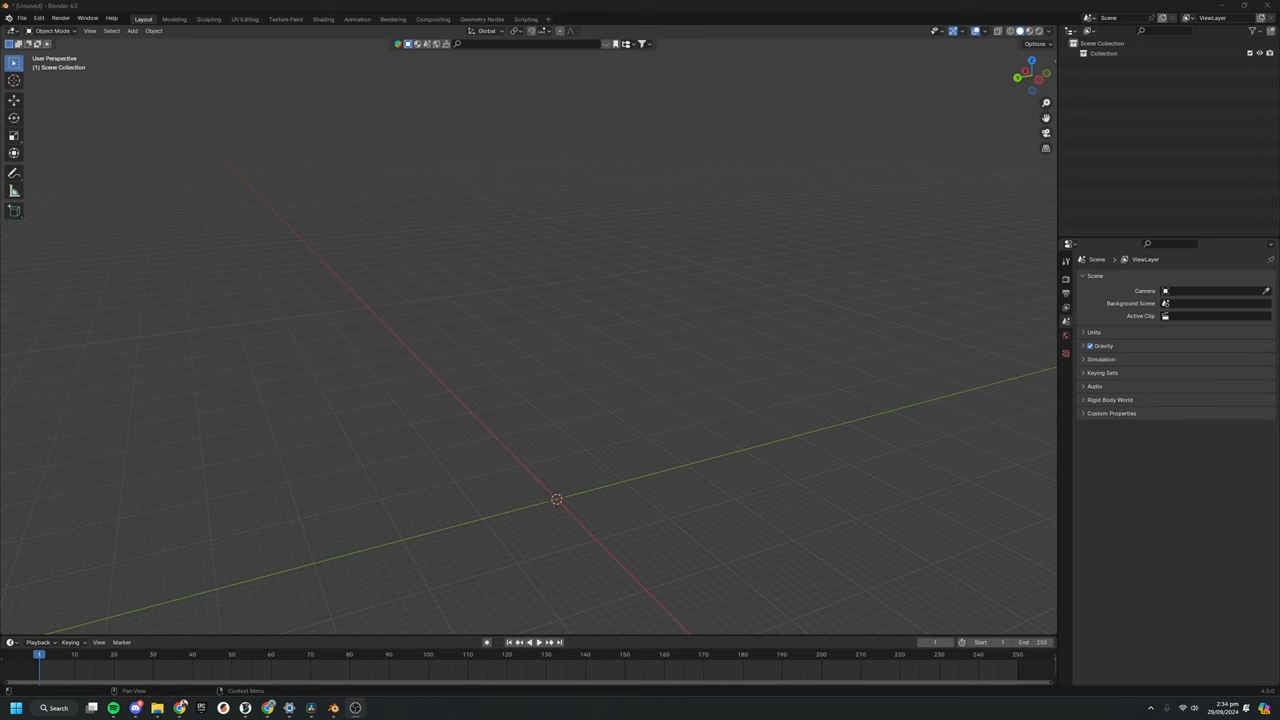 * (Unsaved) - Blender 4.0
File Edit Render Window Help Layout Modeling Sculpting UV Editing Texture Paint Shading Animation Rendering Compositing Geometry Nodes Scripting + Scene ViewLayer
Object Mode View Select Add Object Global
Options
User Perspective
(1) Scene Collection
Z
Y
Scene Collection
Collection
Scene > ViewLayer
Scene
Camera
Background Scene
Active Clip
Units
Gravity
Simulation
Keying Sets
Audio
Rigid Body World
Custom Properties
Playback Keying View Marker 1 Start 1 End 250
1 10 20 30 40 50 60 70 80 90 100 110 120 130 140 150 160 170 180 190 200 210 220 230 240 250
Pan View Context Menu 4.0.0
Search
EPIC
2:34 pm
29/09/2024